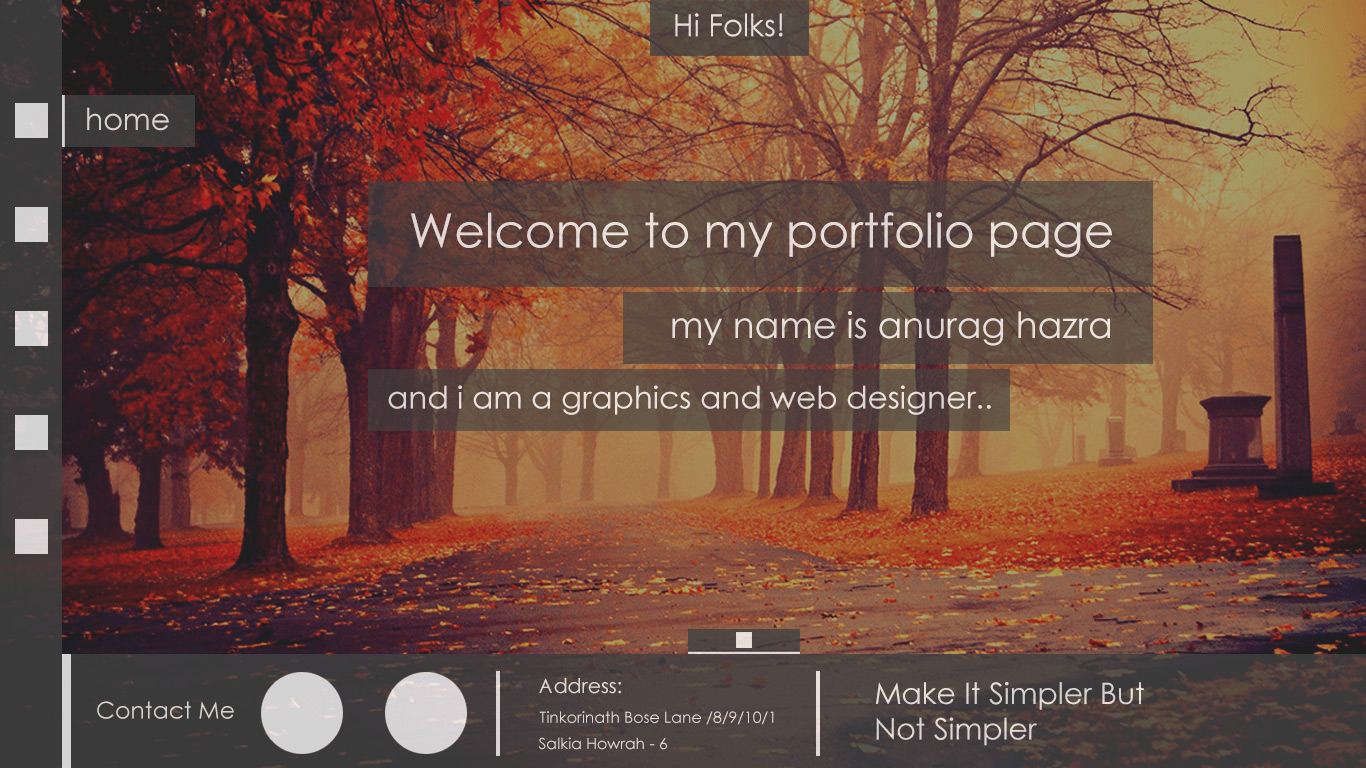 Hi Folks!
home
Welcome to my portfolio page
my name is anurag hazra
and i am a graphics and web designer..
Contact Me
Address:
Tinkorinath Bose Lane /8/9/10/1
Salkia Howrah - 6
Make It Simpler But
Not Simpler